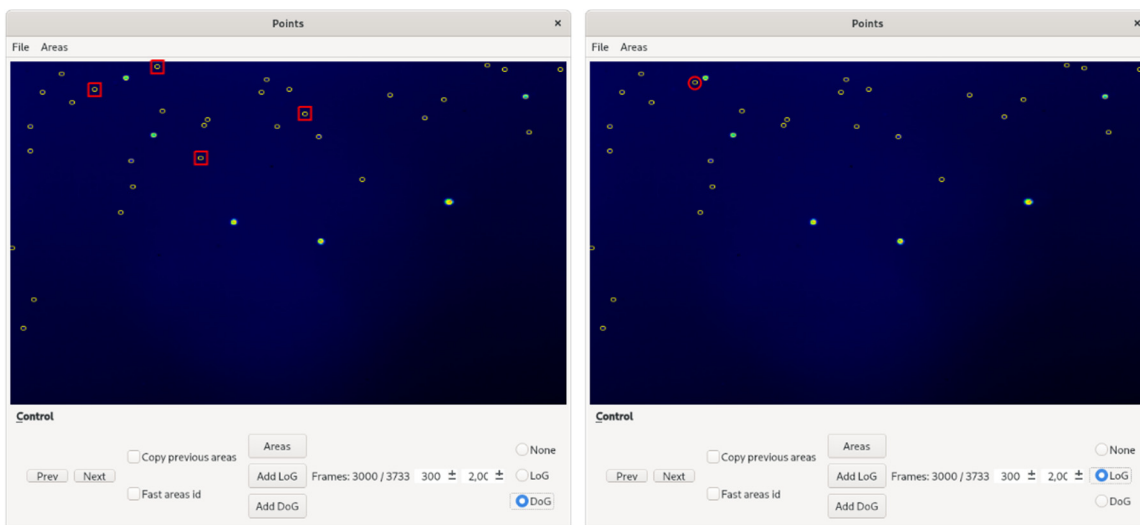 Points ×
File Areas
Control
Copy previous areas
Fast areas id
Prev Next
Areas
Add LoG
Add DoG
Frames: 3000 / 3733 300 ± 2,00 ±
None
LoG
DoG
Points ×
File Areas
Control
Copy previous areas
Fast areas id
Prev Next
Areas
Add LoG
Add DoG
Frames: 3000 / 3733 300 ± 2,00 ±
None
LoG
DoG